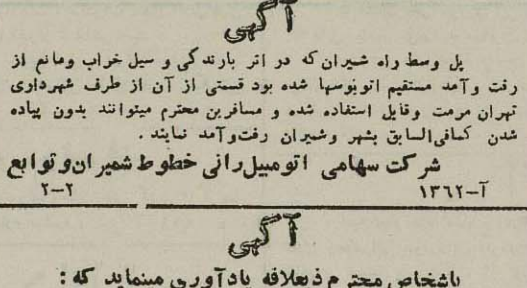 آگهی
پل وسط راه شمیران که در اثر بارندگی و سیل خراب ومانع از
رفت و آمد مستقیم اتوبوسها شده بود قسمتی از آن از طرف شهرداری
تهران مرمت وقابل استفاده شده و مسافرین محترم میتوانند بدون پیاده
شدن کمافی‌السابق بشهر وشمیران رفت‌وآمد نمایند .
شرکت سهامی اتومبیل‌رانی خطوط شمیران‌وتوابع
آ-۱۳۶۲ ۲-۲
آگهی
باشخاص محترم ذیعلاقه یادآوری مینماید که :